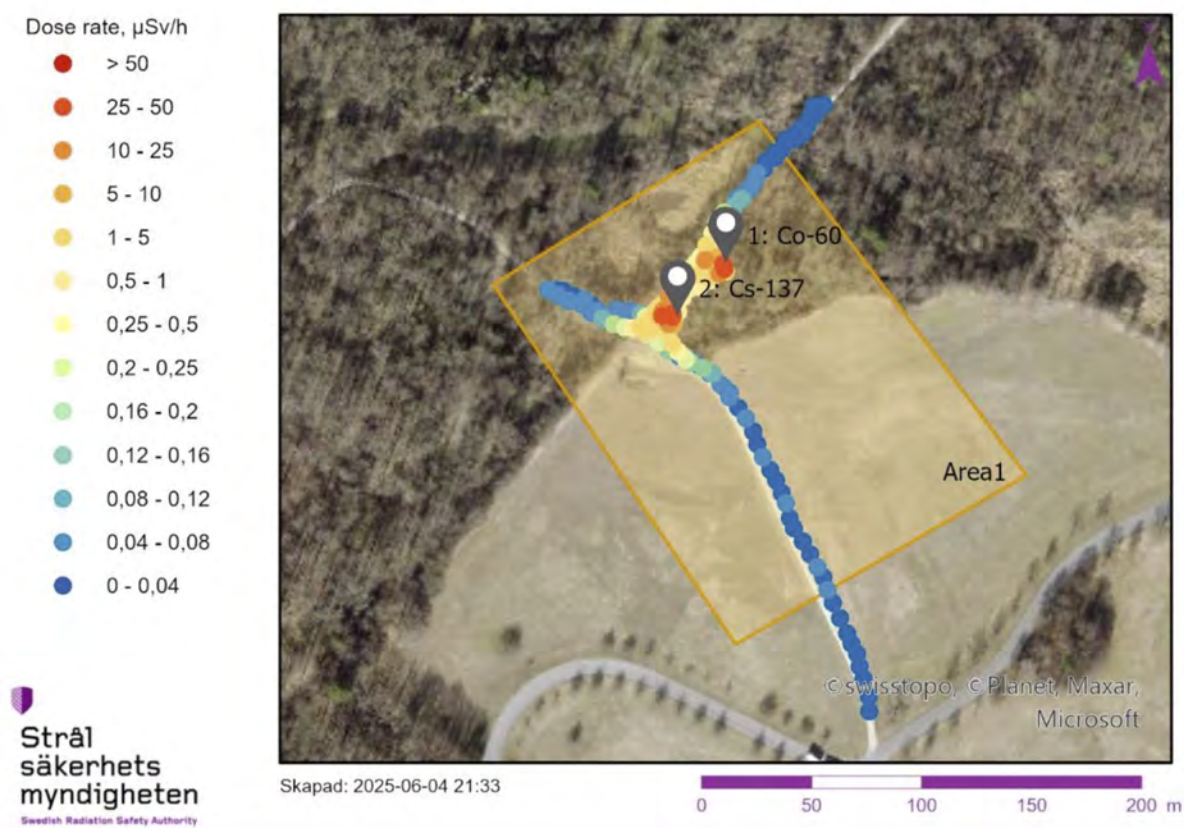 Dose rate, µSv/h
> 50
25 - 50
10 - 25
5 - 10
1 - 5
0,5 - 1
0,25 - 0,5
0,2 - 0,25
0,16 - 0,2
0,12 - 0,16
0,08 - 0,12
0,04 - 0,08
0 - 0,04
1: Co-60
2: Cs-137
Area1
© swisstopo, © Planet, Maxar,
Microsoft
Strål
säkerhets
myndigheten
Swedish Radiation Safety Authority
Skapad: 2025-06-04 21:33
0 50 100 150 200 m